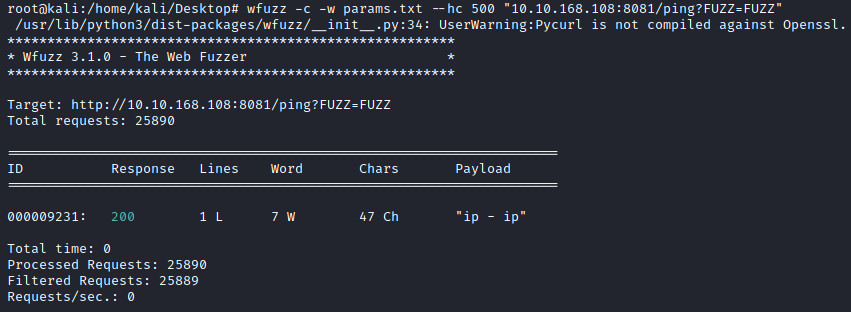 root@kali:/home/kali/Desktop# wfuzz -c -w params.txt --hc 500 "10.10.168.108:8081/ping?FUZZ=FUZZ"
/usr/lib/python3/dist-packages/wfuzz/__init__.py:34: UserWarning:Pycurl is not compiled against Openssl.
********************************************************
* Wfuzz 3.1.0 - The Web Fuzzer                         *
********************************************************
Target: http://10.10.168.108:8081/ping?FUZZ=FUZZ
Total requests: 25890
=====================================================================
ID           Response   Lines    Word       Chars       Payload
=====================================================================
000009231:   200        1 L      7 W        47 Ch       "ip - ip"
Total time: 0
Processed Requests: 25890
Filtered Requests: 25889
Requests/sec.: 0